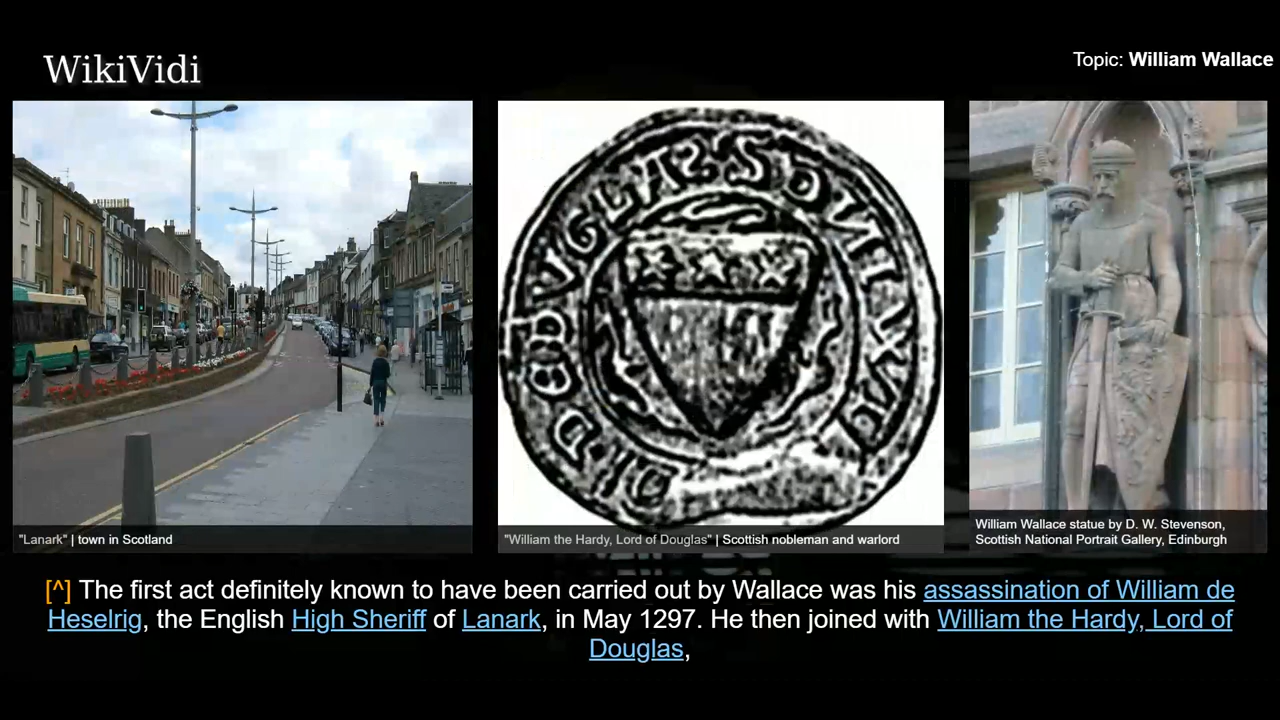 WikiVidi
Topic: William Wallace
"Lanark" | town in Scotland
"William the Hardy, Lord of Douglas" | Scottish nobleman and warlord
William Wallace statue by D. W. Stevenson,
Scottish National Portrait Gallery, Edinburgh
[^] The first act definitely known to have been carried out by Wallace was his assassination of William de
Heselrig, the English High Sheriff of Lanark, in May 1297. He then joined with William the Hardy, Lord of
Douglas,